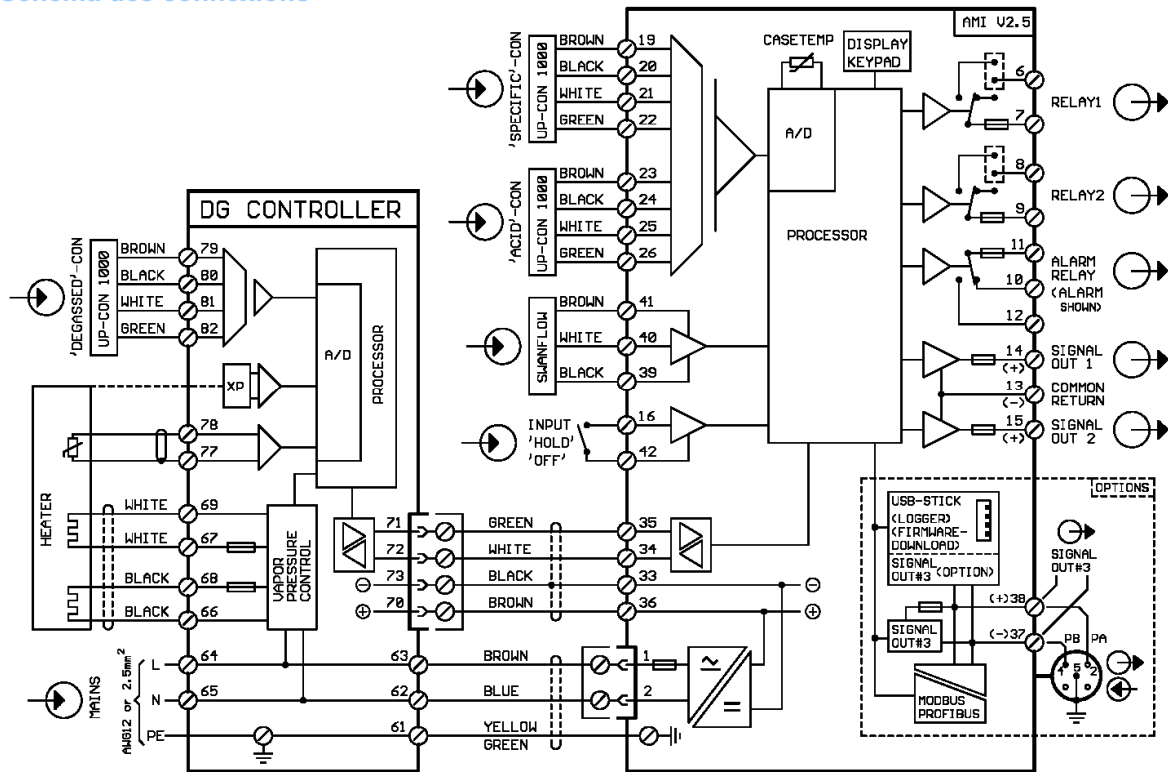 AMI V2.5
'SPECIFIC'-CON
UP-CON 1000
BROWN 19
BLACK 20
WHITE 21
GREEN 22
CASETEMP
DISPLAY
KEYPAD
A/D
PROCESSOR
6
RELAY1
7
8
RELAY2
9
11
ALARM
RELAY
10
(ALARM
SHOWN)
12
14
(+)
SIGNAL
OUT 1
13
(-)
COMMON
RETURN
15
(+)
SIGNAL
OUT 2
'ACID'-CON
UP-CON 1000
BROWN 23
BLACK 24
WHITE 25
GREEN 26
SWANFLOW
BROWN 41
WHITE 40
BLACK 39
INPUT
'HOLD'
'OFF'
16
42
DG CONTROLLER
'DEGASSED'-CON
UP-CON 1000
BROWN 79
BLACK 80
WHITE 81
GREEN 82
A/D
PROCESSOR
XP
78
77
HEATER
WHITE 69
WHITE 67
BLACK 68
BLACK 66
VAPOR
PRESSURE
CONTROL
71 GREEN 35
72 WHITE 34
73 BLACK 33
70 BROWN 36
MAINS
AWG12 or 2.5mm²
L 64
N 65
PE
63 BROWN 1
62 BLUE 2
61 YELLOW
GREEN
OPTIONS
USB-STICK
(LOGGER)
(FIRMWARE-
DOWNLOAD)
SIGNAL
OUT#3 (OPTION)
SIGNAL
OUT#3
SIGNAL
OUT#3
(+)38
(-)37
PB PA
4 5 2
MODBUS
PROFIBUS